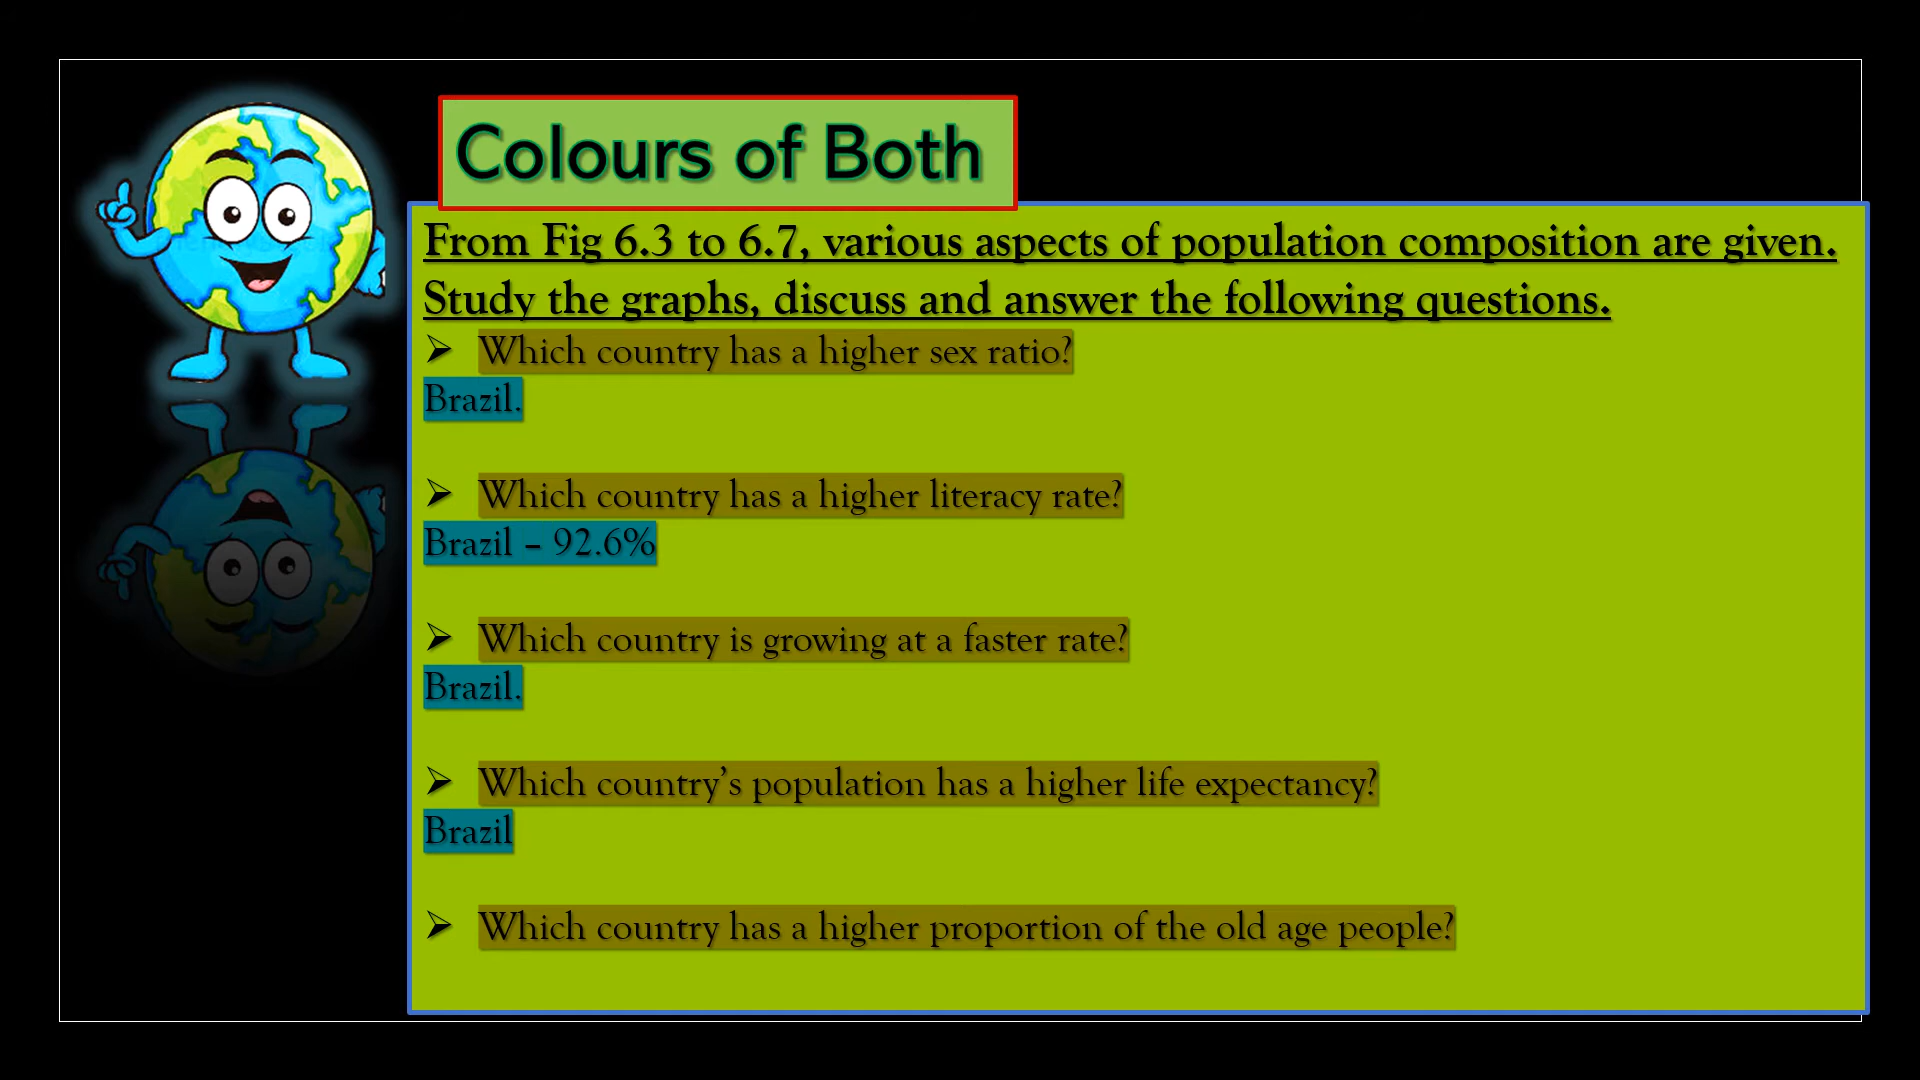 Colours of Both
From Fig 6.3 to 6.7, various aspects of population composition are given.
Study the graphs, discuss and answer the following questions.
➢ Which country has a higher sex ratio?
Brazil.
➢ Which country has a higher literacy rate?
Brazil – 92.6%
➢ Which country is growing at a faster rate?
Brazil.
➢ Which country’s population has a higher life expectancy?
Brazil
➢ Which country has a higher proportion of the old age people?